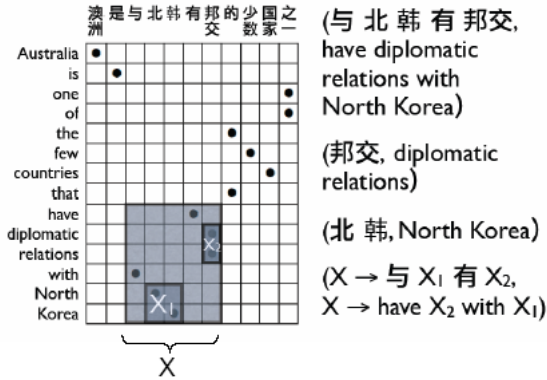 澳洲 是 与 北 韩 有 邦交 的 少数 国家 之一
Australia
is
one
of
the
few
countries
that
have
diplomatic
relations
with
North
Korea
X₂
X₁
X
(与 北 韩 有 邦交,
have diplomatic
relations with
North Korea)
(邦交, diplomatic
relations)
(北 韩, North Korea)
(X → 与 X₁ 有 X₂,
X → have X₂ with X₁)